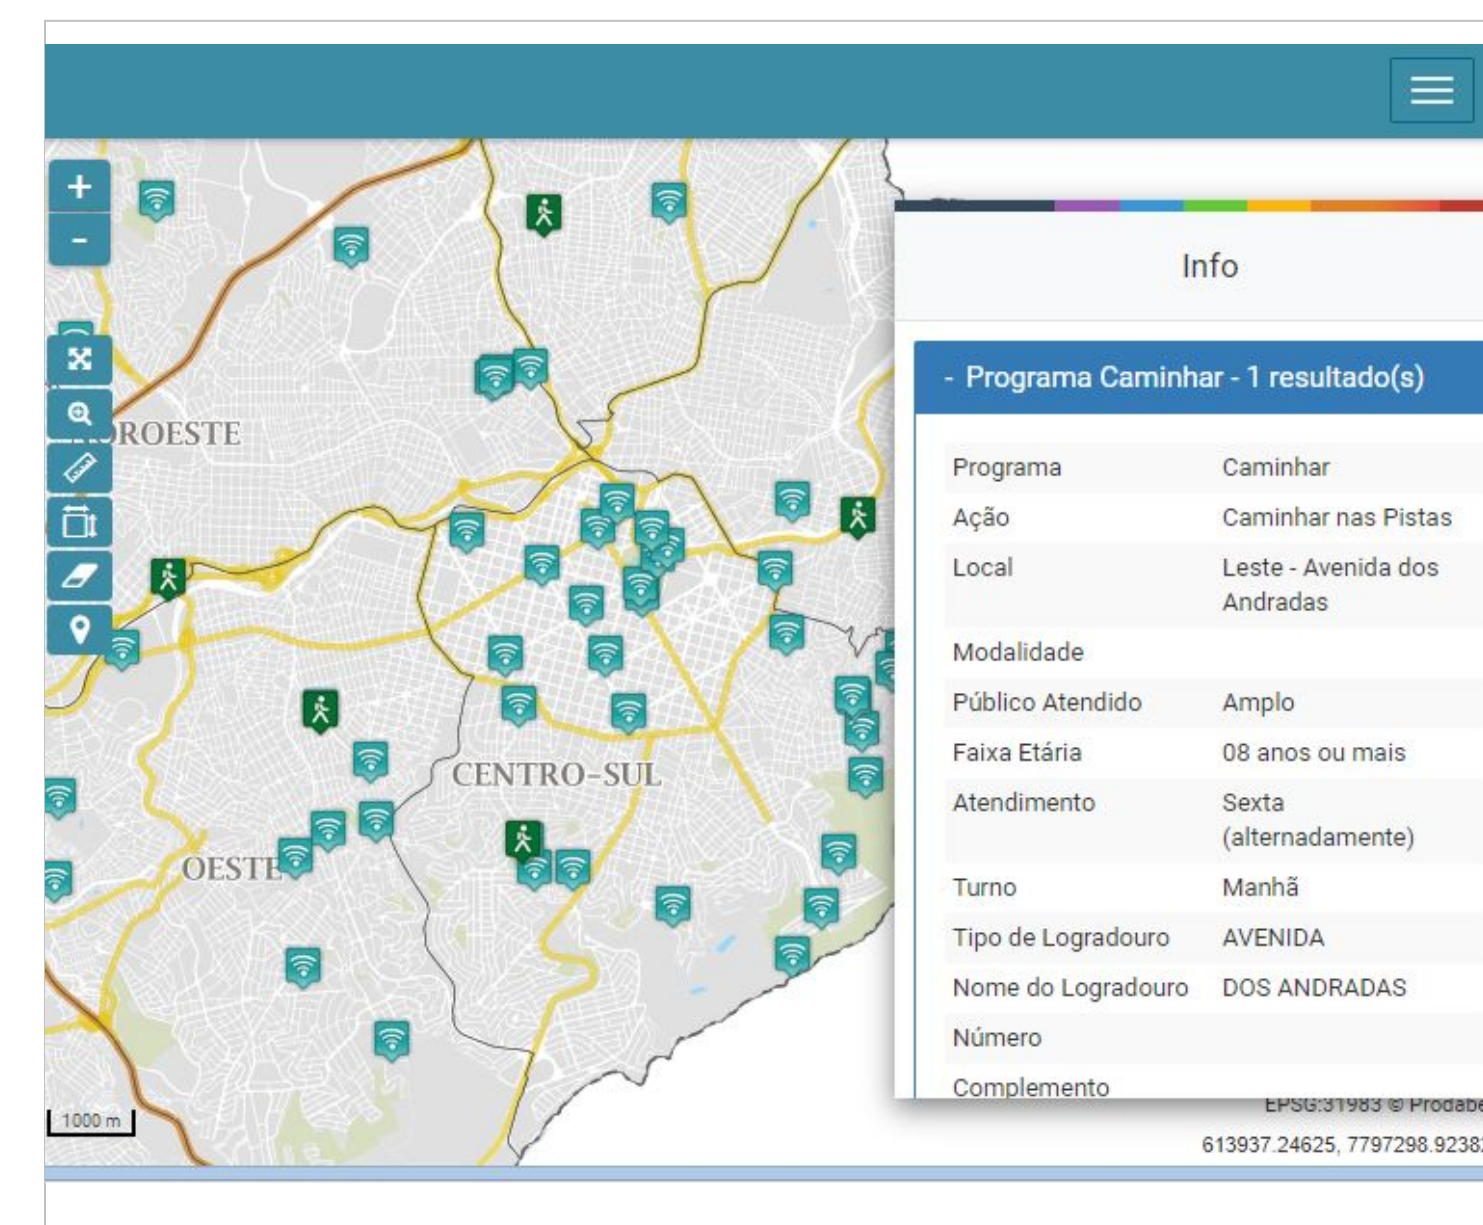 +
-
Info
- Programa Caminhar - 1 resultado(s)
OROESTE
Programa Caminhar
Ação Caminhar nas Pistas
Local Leste - Avenida dos
Andradas
Modalidade
Público Atendido Amplo
CENTRO-SUL
Faixa Etária 08 anos ou mais
Atendimento Sexta
(alternadamente)
OESTE
Turno Manhã
Tipo de Logradouro AVENIDA
Nome do Logradouro DOS ANDRADAS
Número
Complemento
EPSG:31983 © Prodabe
1000 m
613937.24625, 7797298.9238